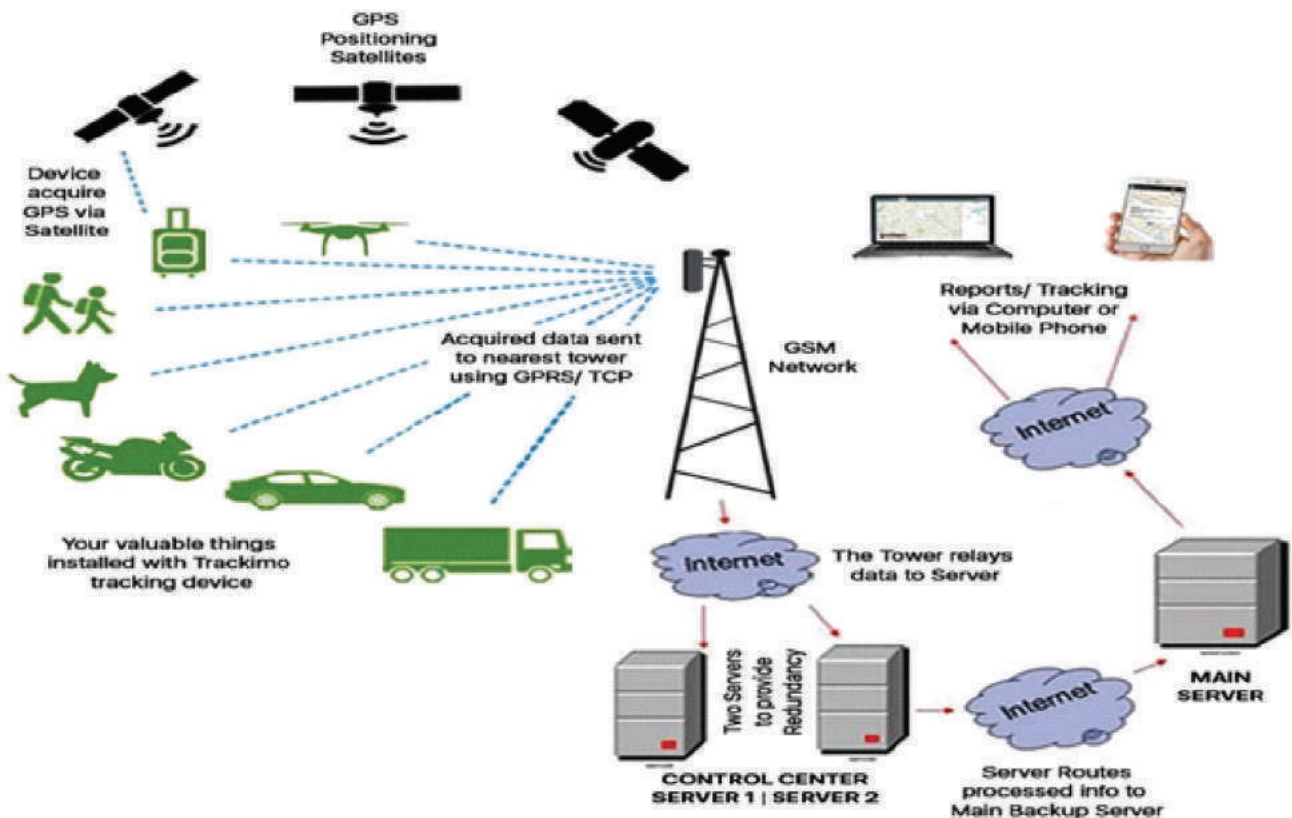 GPS
Positioning
Satellites
Device
acquire
GPS via
Satellite
Acquired data sent
to nearest tower
using GPRS/ TCP
GSM
Network
Reports/ Tracking
via Computer or
Mobile Phone
Internet
Your valuable things
installed with Trackimo
tracking device
Internet
The Tower relays
data to Server
Two Servers
to provide
Redundancy
CONTROL CENTER
SERVER 1 | SERVER 2
Internet
MAIN
SERVER
Server Routes
processed info to
Main Backup Server